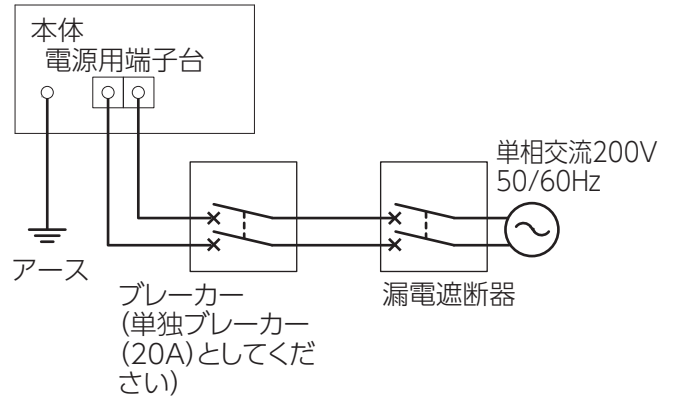 本体
電源用端子台
単相交流200V
50/60Hz
アース
ブレーカー
(単独ブレーカー
(20A)としてくだ
さい)
漏電遮断器